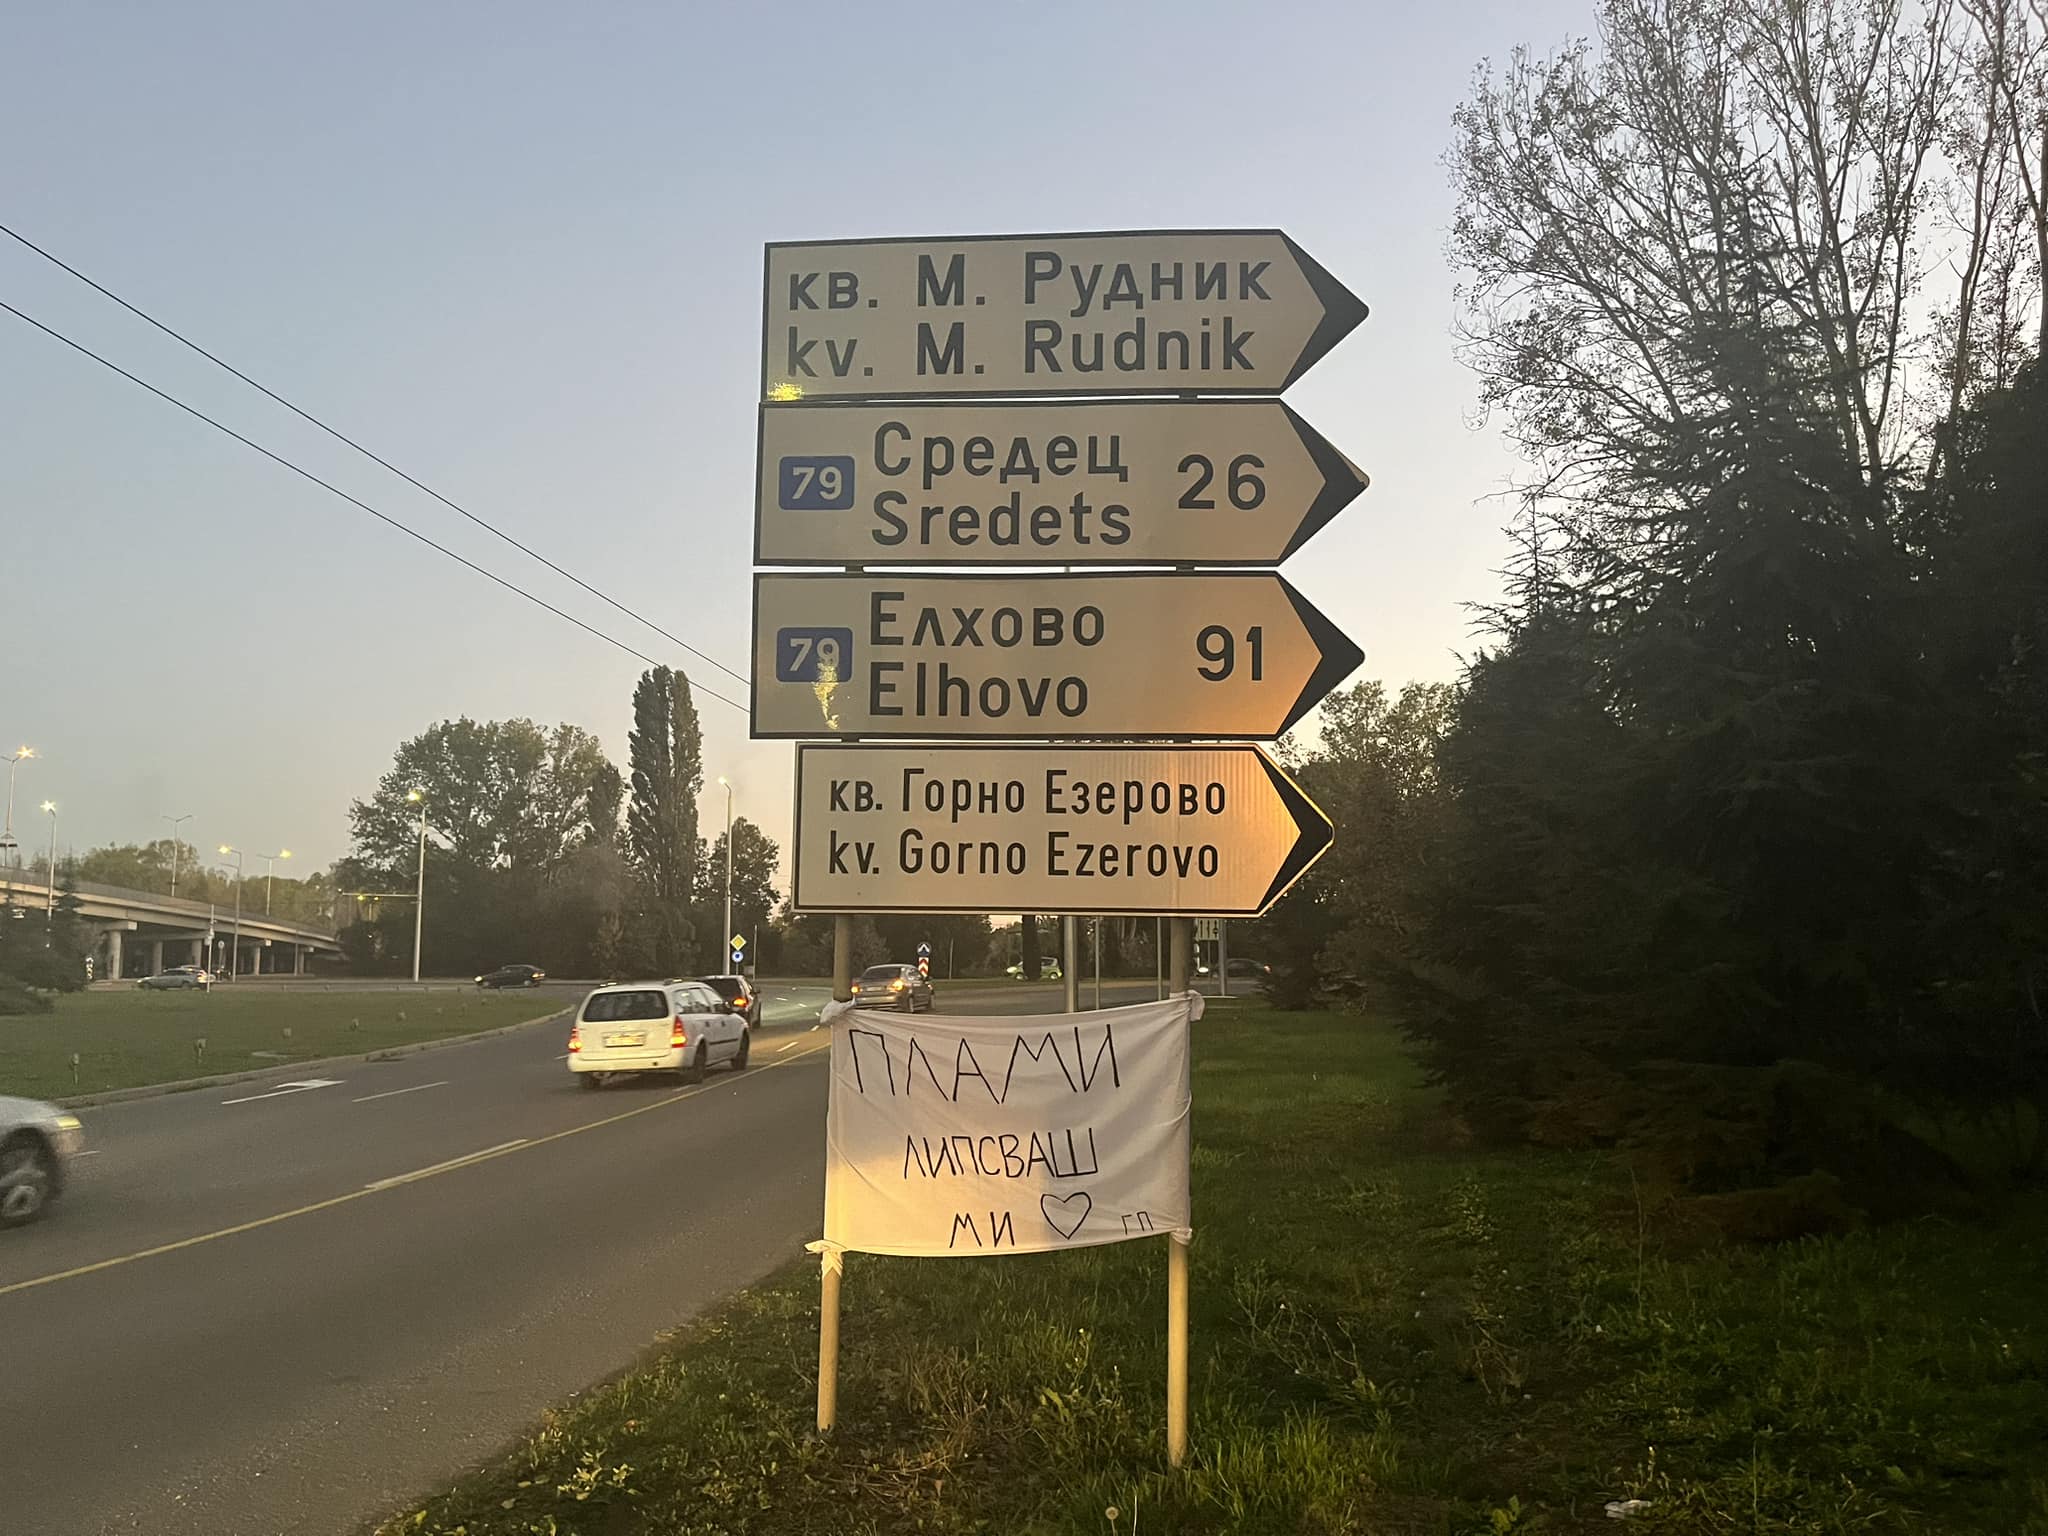 кв. М. Рудник
kv. M. Rudnik
79 Средец 26
Sredets
79 Елхово 91
Elhovo
кв. Горно Езерово
kv. Gorno Ezerovo
ПЛАМИ
ЛИПСВАШ
МИ ♡ ГП